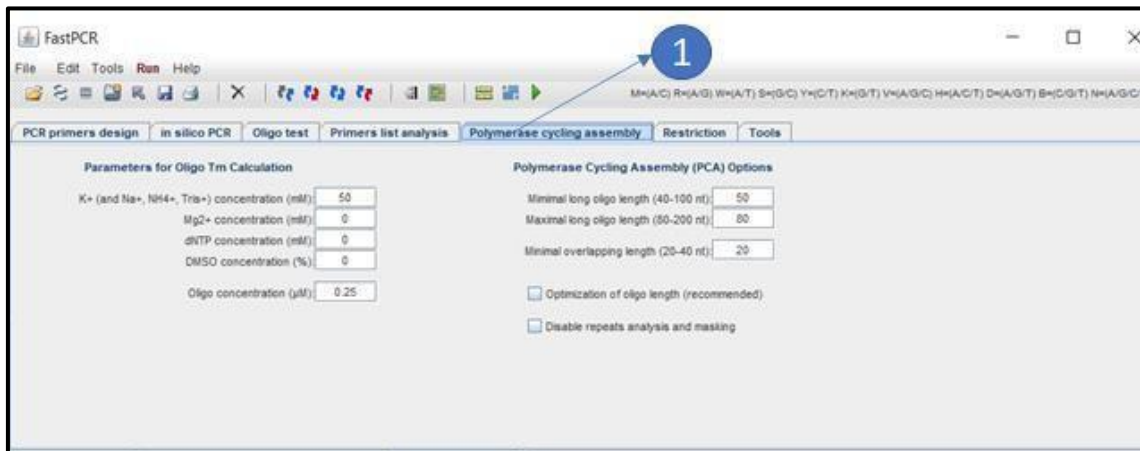 FastPCR
1
File Edit Tools Run Help
M=(A/C) R=(A/G) W=(A/T) S=(G/C) Y=(C/T) K=(G/T) V=(A/G/C) H=(A/C/T) D=(A/G/T) B=(C/G/T) N=(A/G/C
PCR primers design in silico PCR Oligo test Primers list analysis Polymerase cycling assembly Restriction Tools
Parameters for Oligo Tm Calculation
K+ (and Na+, NH4+, Tris+) concentration (mM): 50
Mg2+ concentration (mM): 0
dNTP concentration (mM): 0
DMSO concentration (%): 0
Oligo concentration (µM): 0.25
Polymerase Cycling Assembly (PCA) Options
Minimal long oligo length (40-100 nt): 50
Maximal long oligo length (80-200 nt): 80
Minimal overlapping length (20-40 nt): 20
Optimization of oligo length (recommended)
Disable repeats analysis and masking